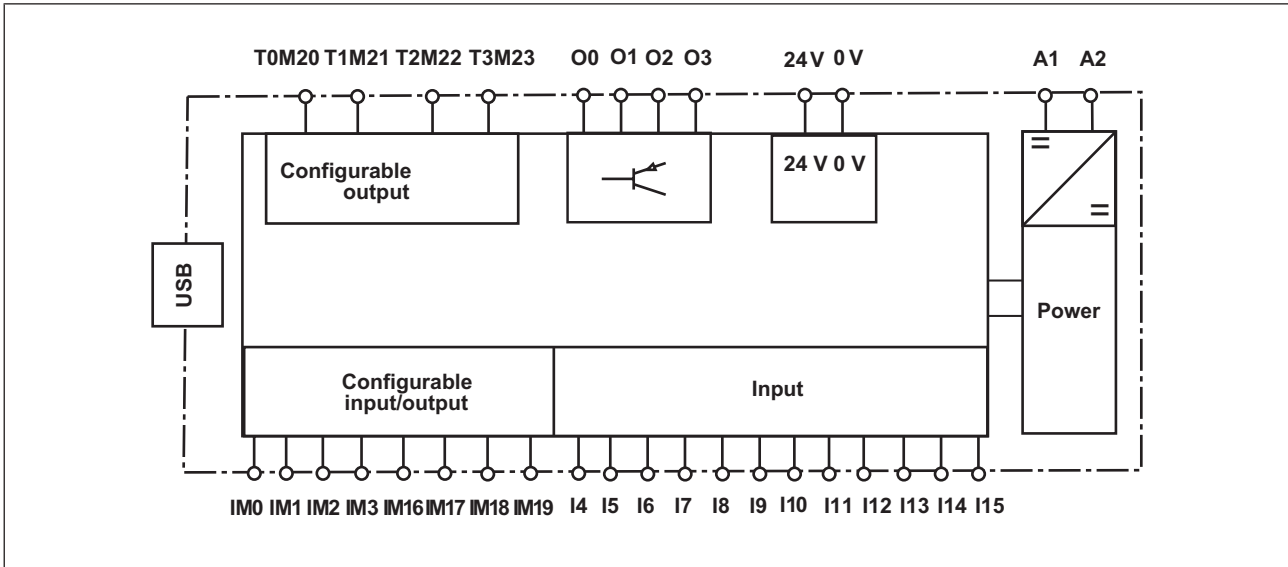 T0M20 T1M21 T2M22 T3M23 O0 O1 O2 O3 24 V 0 V A1 A2
Configurable
output
24 V 0 V
=
=
USB
Power
Configurable
input/output
Input
IM0 IM1 IM2 IM3 IM16 IM17 IM18 IM19 I4 I5 I6 I7 I8 I9 I10 I11 I12 I13 I14 I15